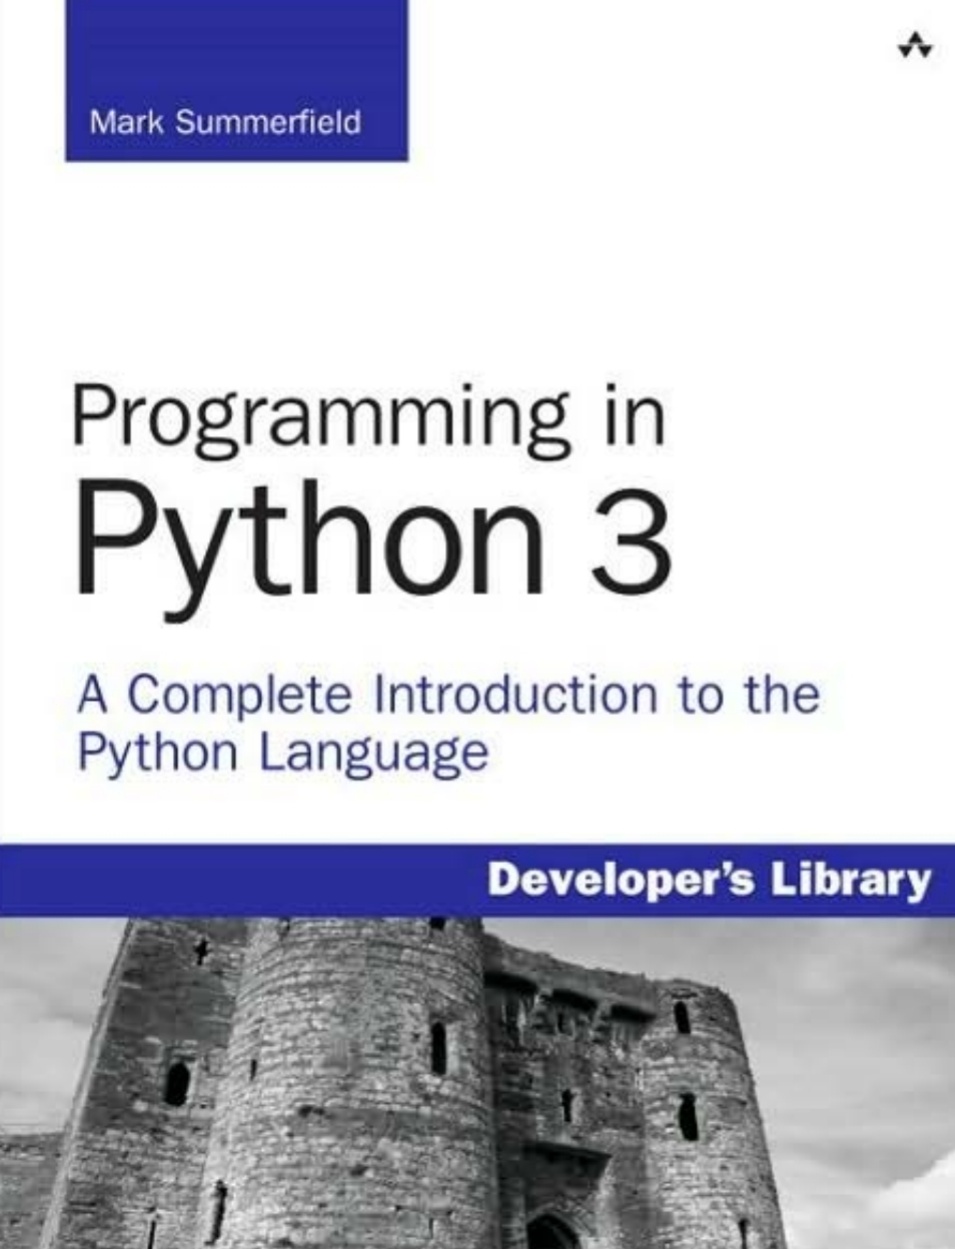 Mark Summerfield
Programming in
Python 3
A Complete Introduction to the
Python Language
Developer's Library